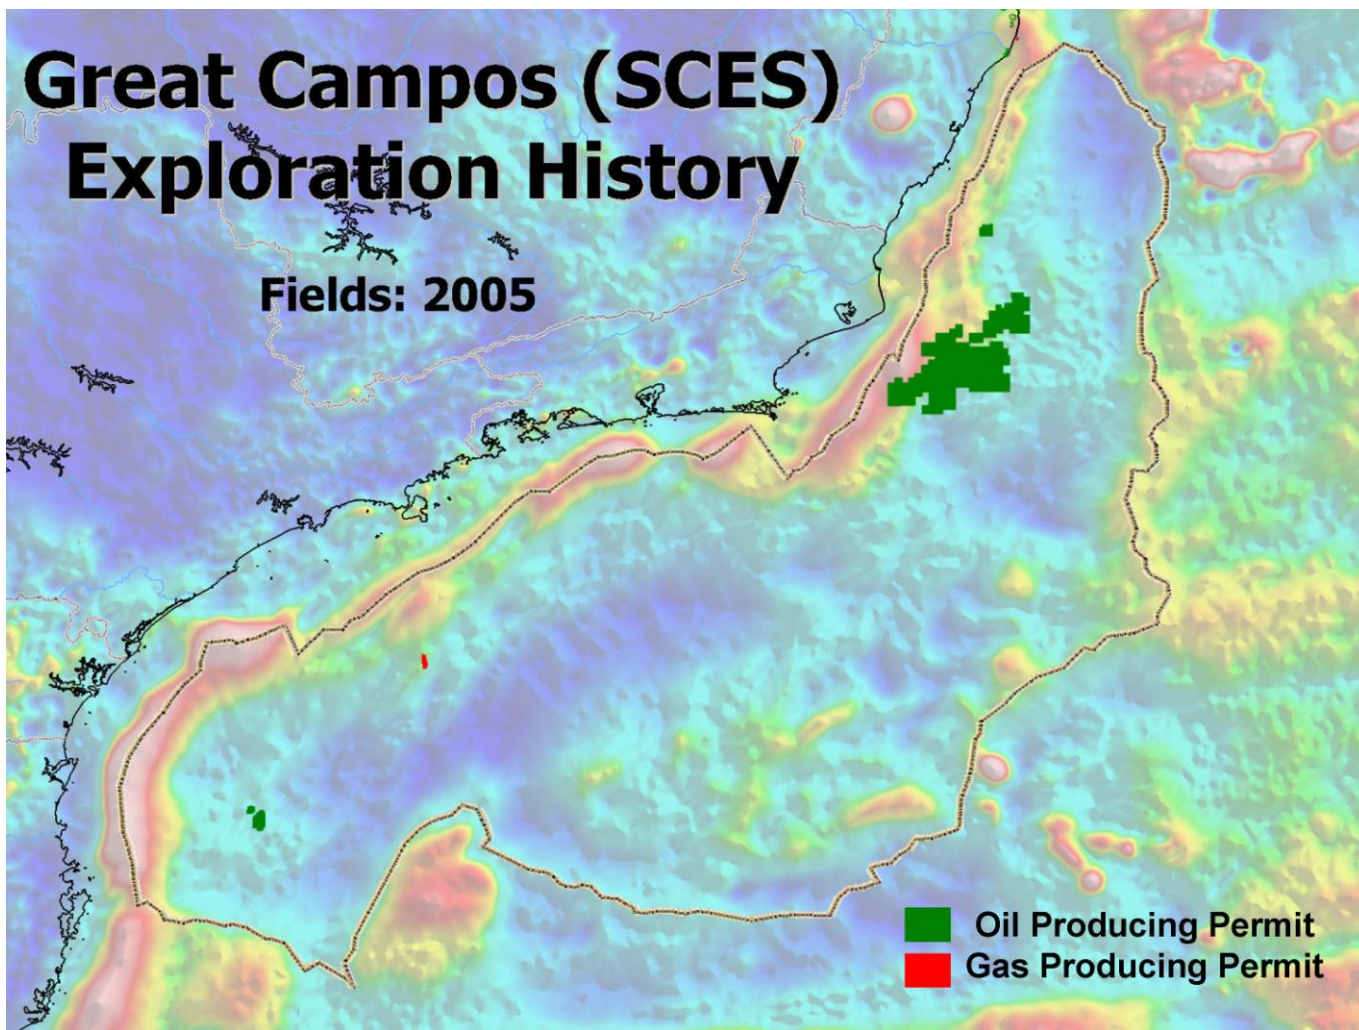 Great Campos (SCES)
Exploration History
Fields: 2005
Oil Producing Permit
Gas Producing Permit